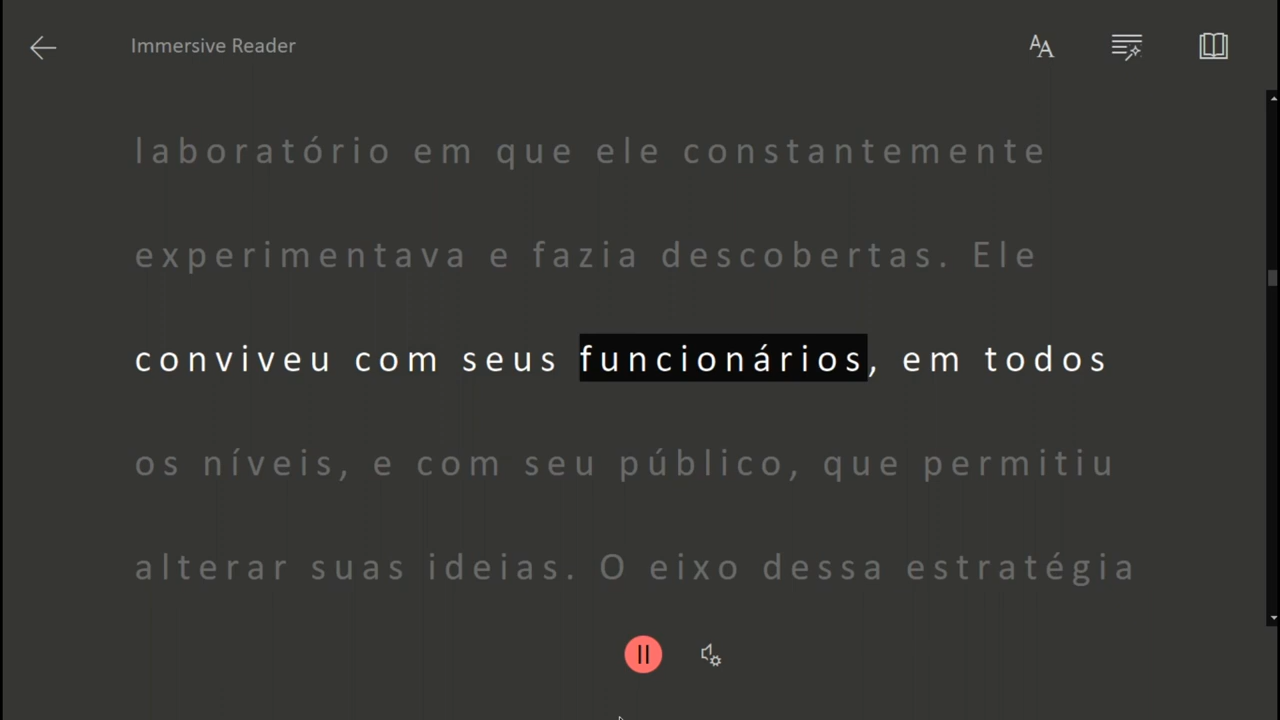 Immersive Reader
laboratório em que ele constantemente
experimentava e fazia descobertas. Ele
conviveu com seus funcionários, em todos
os níveis, e com seu público, que permitiu
alterar suas ideias. O eixo dessa estratégia